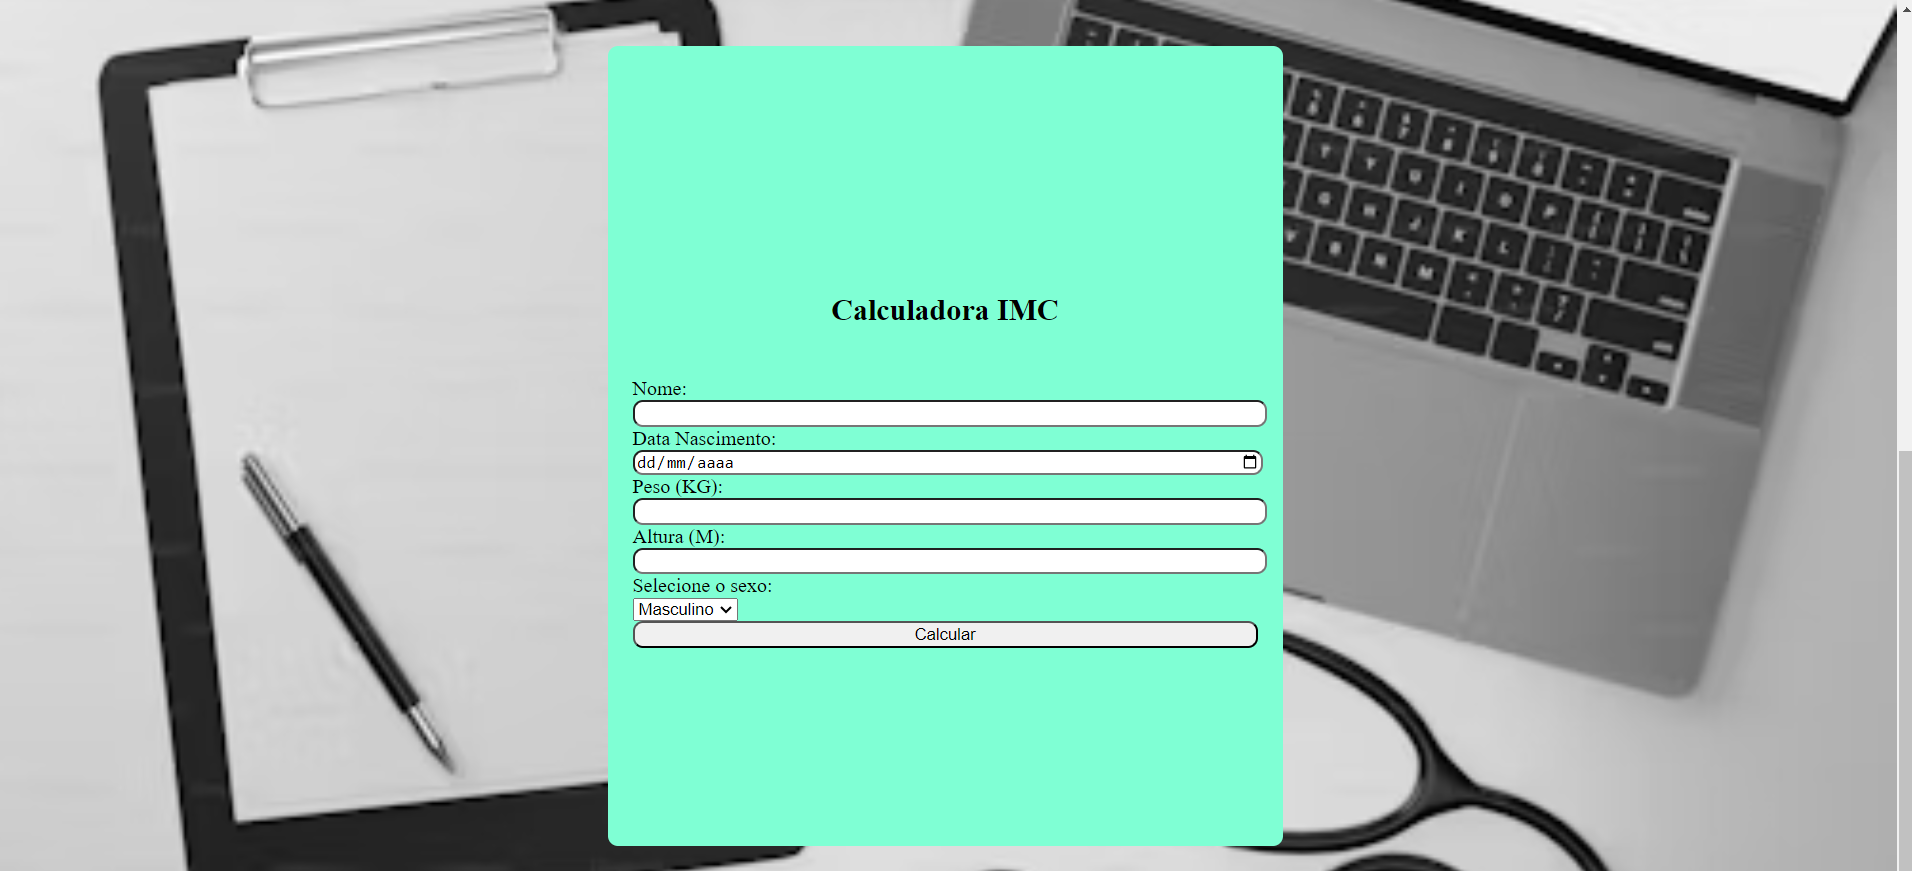 Calculadora IMC
Nome:
Data Nascimento:
dd/mm/aaaa
Peso (KG):
Altura (M):
Selecione o sexo:
Masculino
Calcular